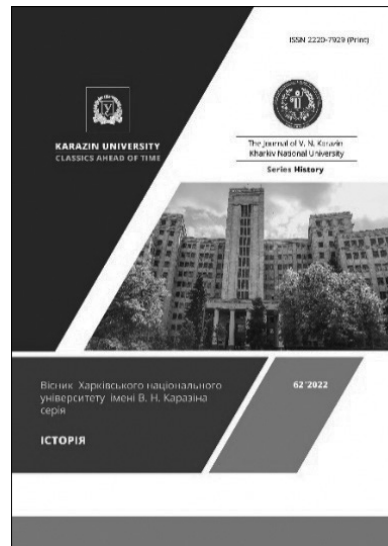 ISSN 2220-7929 (Print)
KARAZIN UNIVERSITY
CLASSICS AHEAD OF TIME
The Journal of V. N. Karazin
Kharkiv National University
Series History
Вісник Харківського національного
університету імені В. Н. Каразіна
серія
ІСТОРІЯ
62'2022